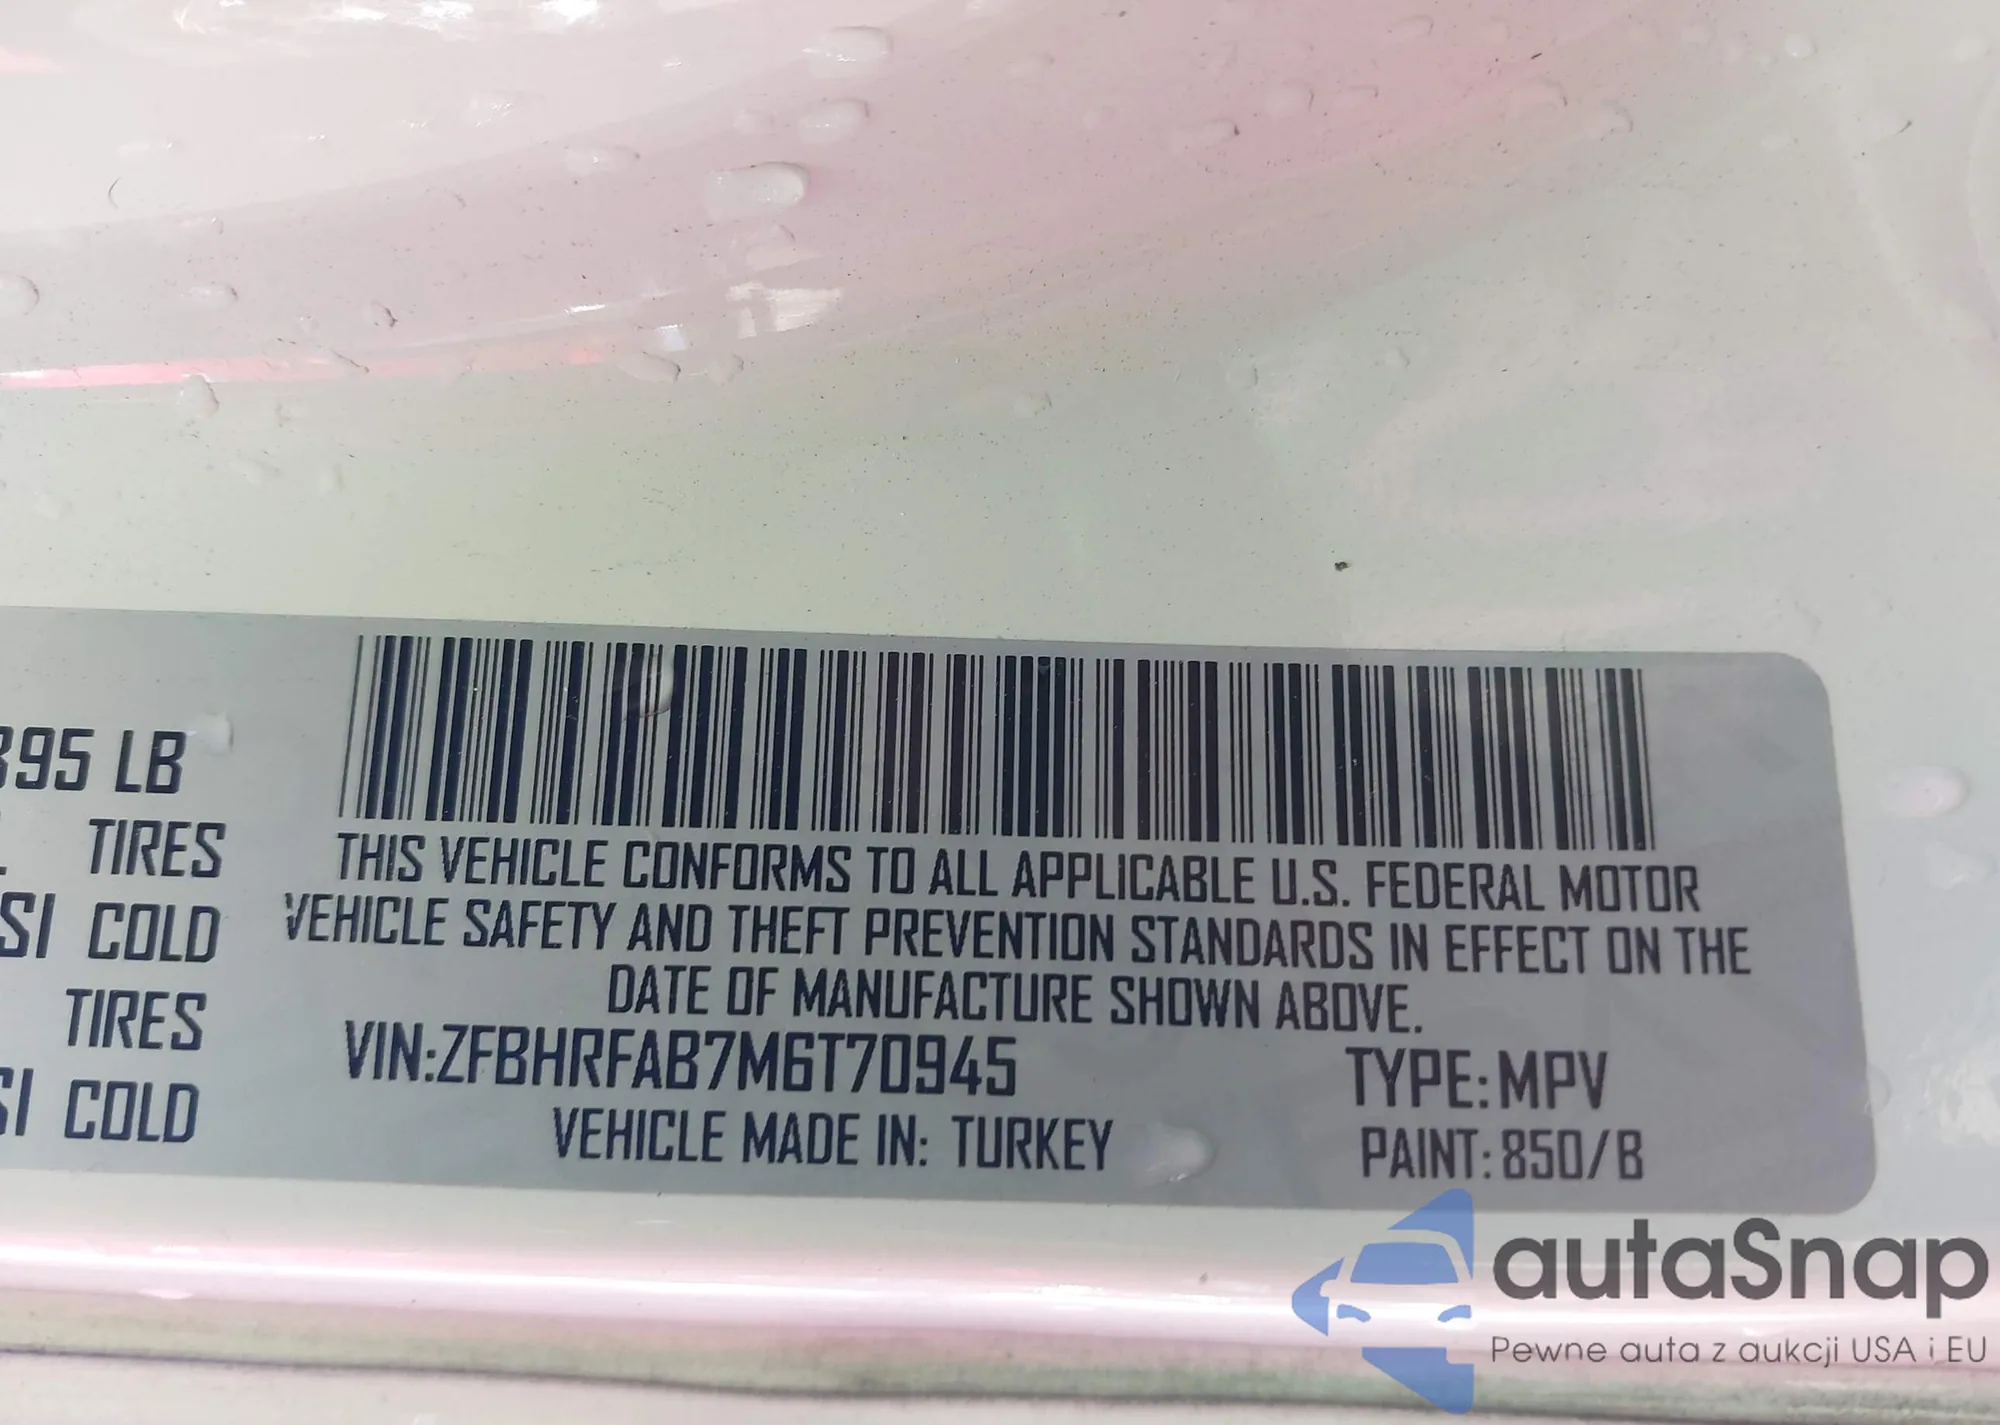 395 LB
TIRES
SI COLD
TIRES
SI COLD
THIS VEHICLE CONFORMS TO ALL APPLICABLE U.S. FEDERAL MOTOR
VEHICLE SAFETY AND THEFT PREVENTION STANDARDS IN EFFECT ON THE
DATE OF MANUFACTURE SHOWN ABOVE.
VIN:ZFBHRFAB7M6T70945 TYPE:MPV
VEHICLE MADE IN: TURKEY PAINT:850/B
autaSnap
Pewne auta z aukcji USA i EU